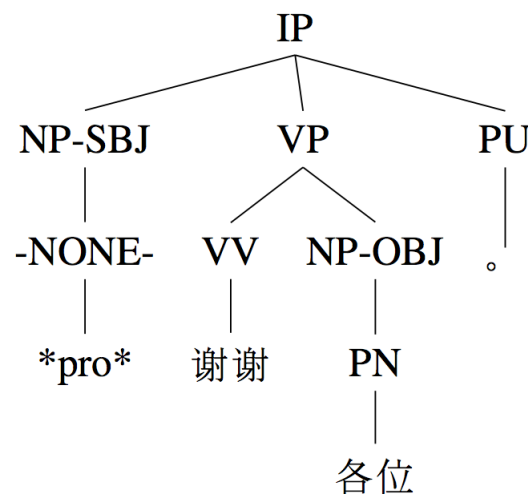 IP
NP-SBJ VP PU
-NONE- VV NP-OBJ 。
*pro* 谢谢 PN
各位